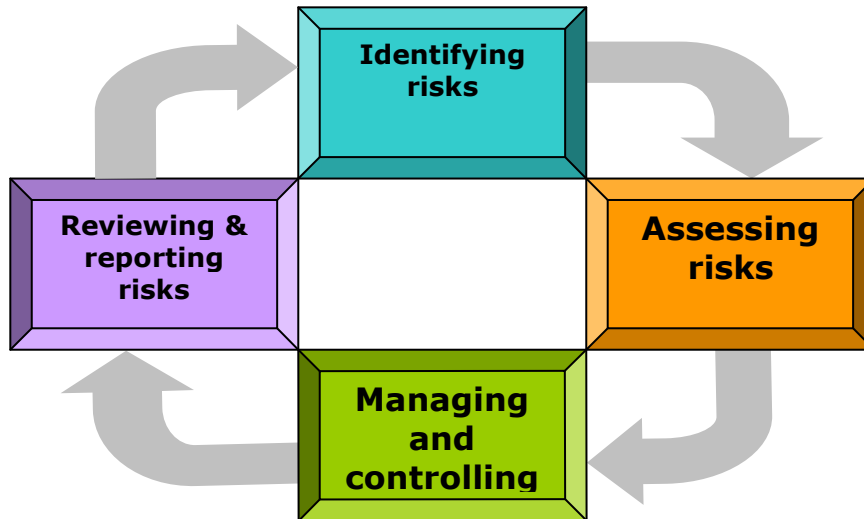 Identifying
risks
Assessing
risks
Managing
and
controlling
Reviewing &
reporting
risks